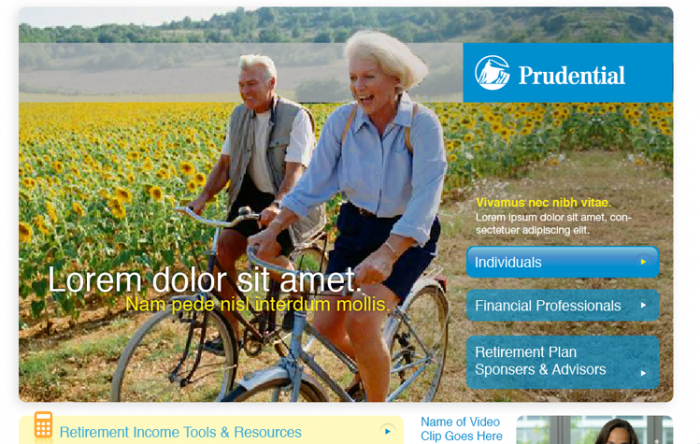 Prudential
Vivamus nec nibh vitae.
Lorem ipsum dolor sit amet, con-
sectetuer adipiscing elit.
Individuals
Lorem dolor sit amet.
Nam pede nisl interdum mollis.
Financial Professionals
Retirement Plan
Sponsers & Advisors
Retirement Income Tools & Resources
Name of Video
Clip Goes Here